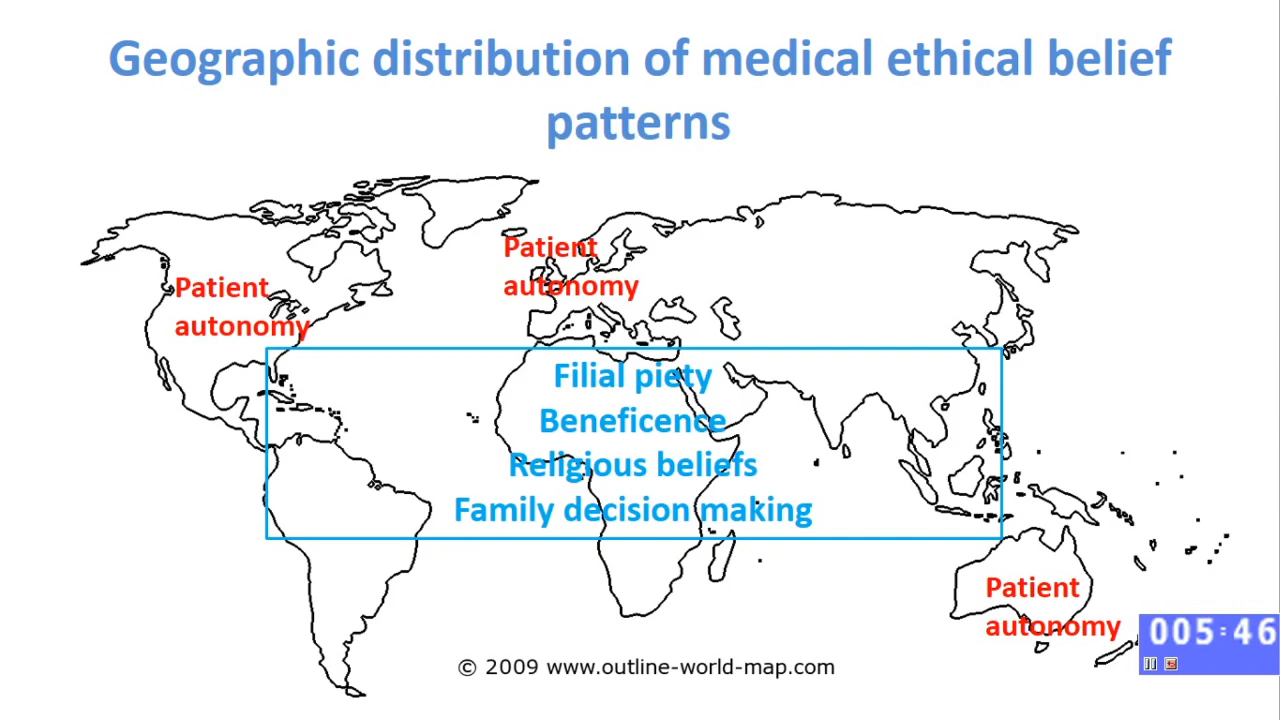 Geographic distribution of medical ethical belief
patterns
Patient
autonomy
Patient
autonomy
Filial piety
Beneficence
Religious beliefs
Family decision making
Patient
autonomy
005:46
© 2009 www.outline-world-map.com